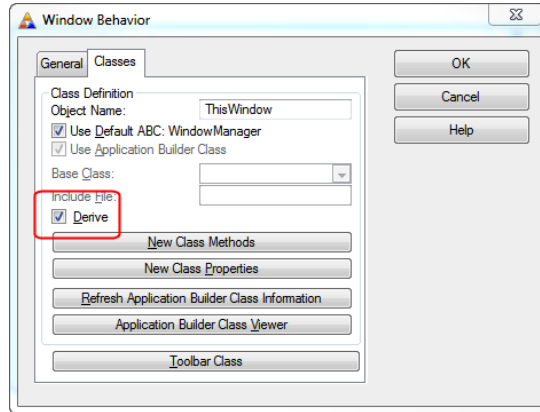 Window Behavior
General Classes
OK
Cancel
Help
Class Definition
Object Name: ThisWindow
Use Default ABC: WindowManager
Use Application Builder Class
Base Class:
Include File:
Derive
New Class Methods
New Class Properties
Refresh Application Builder Class Information
Application Builder Class Viewer
Toolbar Class